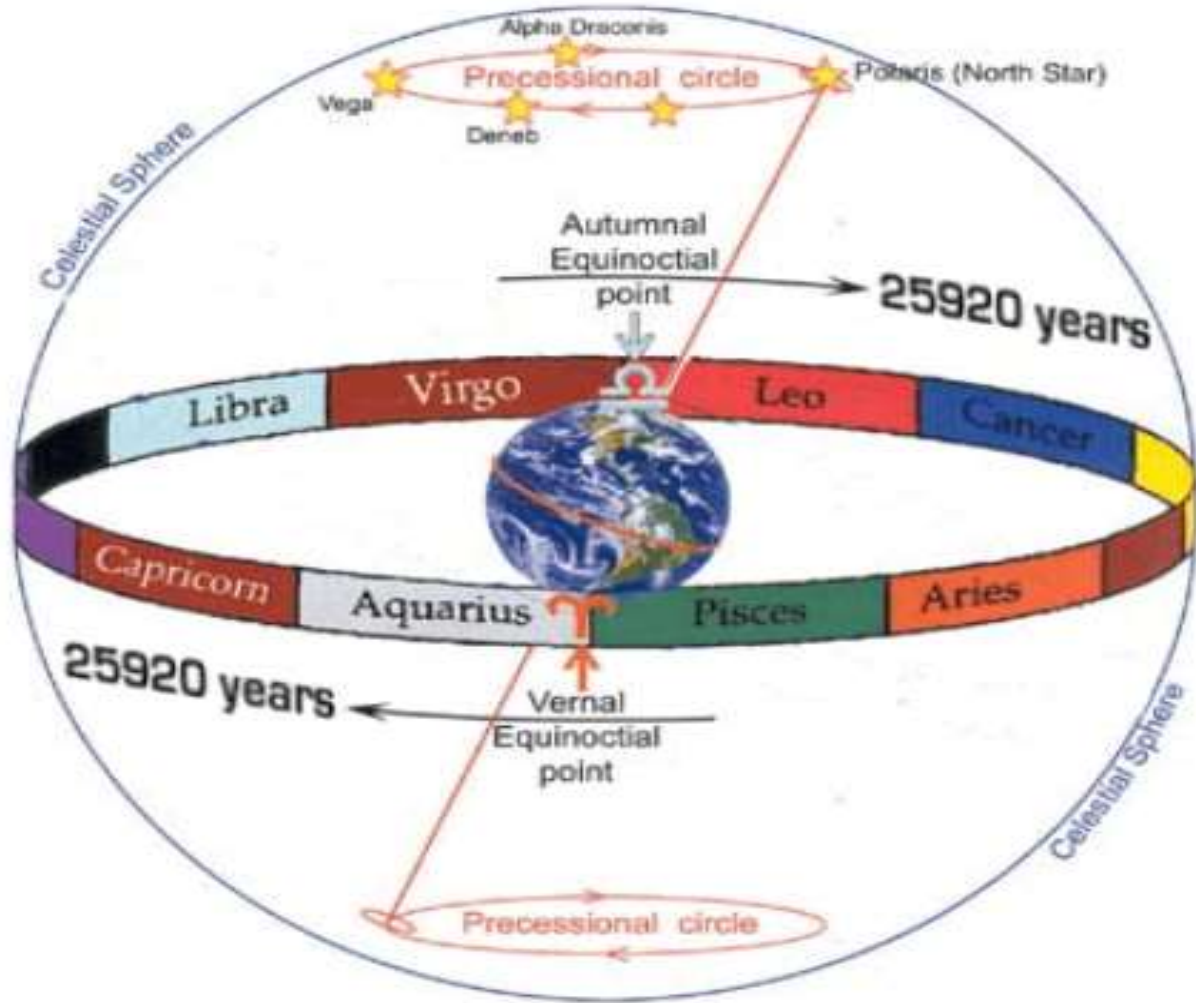 Alpha Draconis
Precessional circle
Polaris (North Star)
Vega
Deneb
Celestial Sphere
Autumnal
Equinoctial
point
25920 years
Libra
Virgo
Leo
Cancer
Capricorn
Aquarius
Pisces
Aries
25920 years
Vernal
Equinoctial
point
Celestial Sphere
Precessional circle